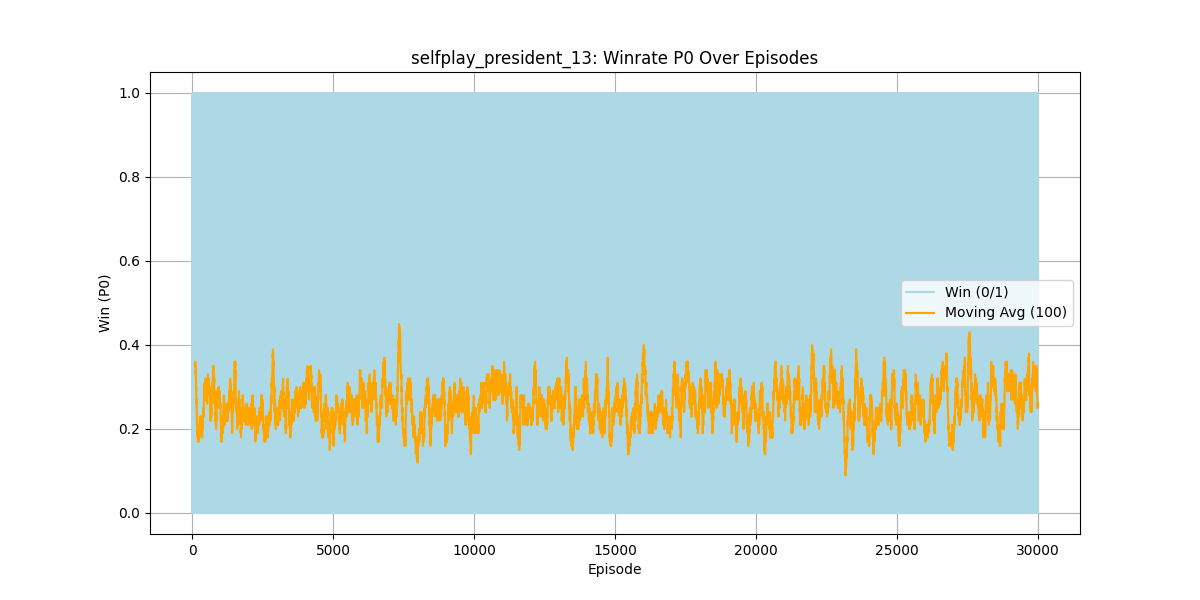 selfplay_president_13: Winrate P0 Over Episodes
Win (P0)
1.0
0.8
0.6
0.4
0.2
0.0
Win (0/1)
Moving Avg (100)
0
5000
10000
15000
20000
25000
30000
Episode